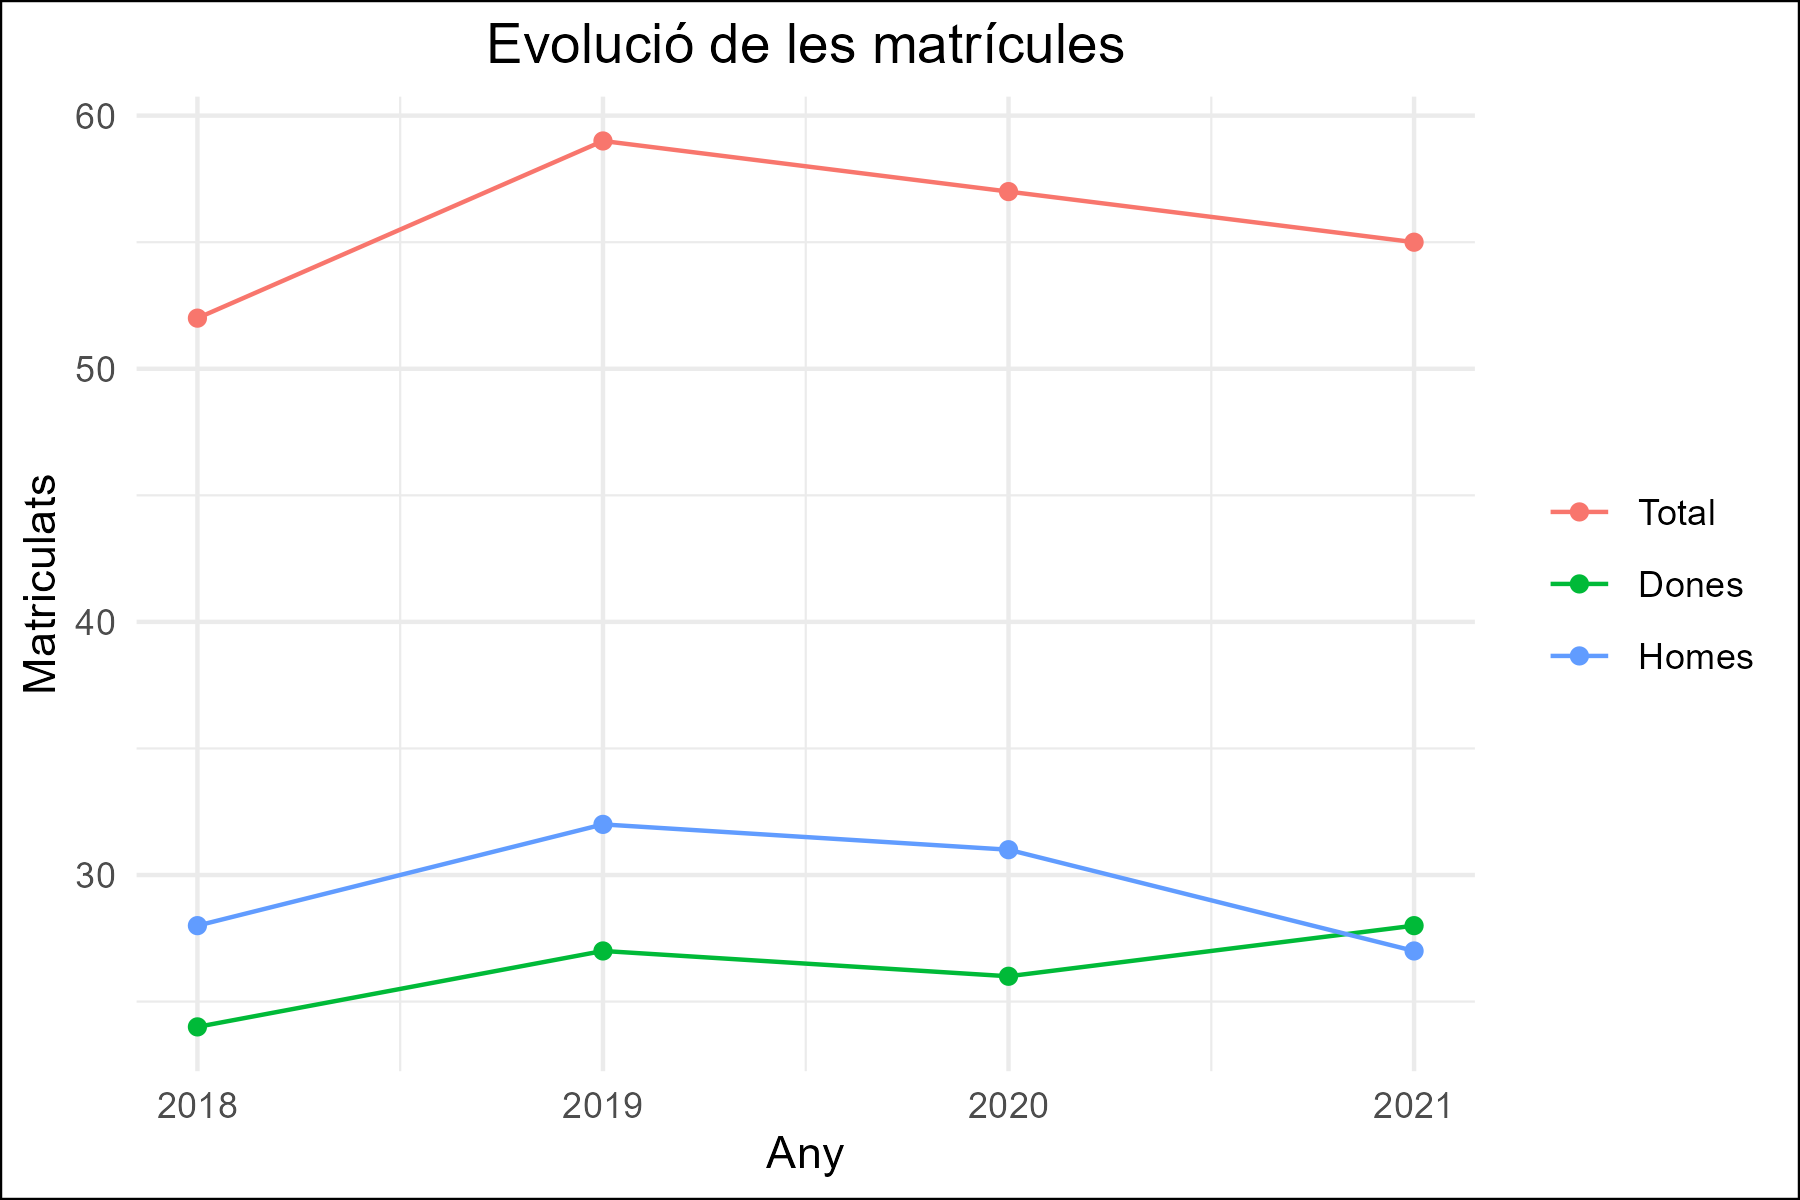 Evolució de les matrícules
60
50
40
30
Matriculats
2018 2019 2020 2021
Any
Total
Dones
Homes